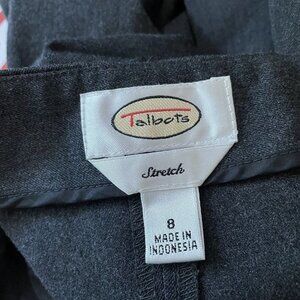 Talbots
Stretch
8
MADE IN
INDONESIA